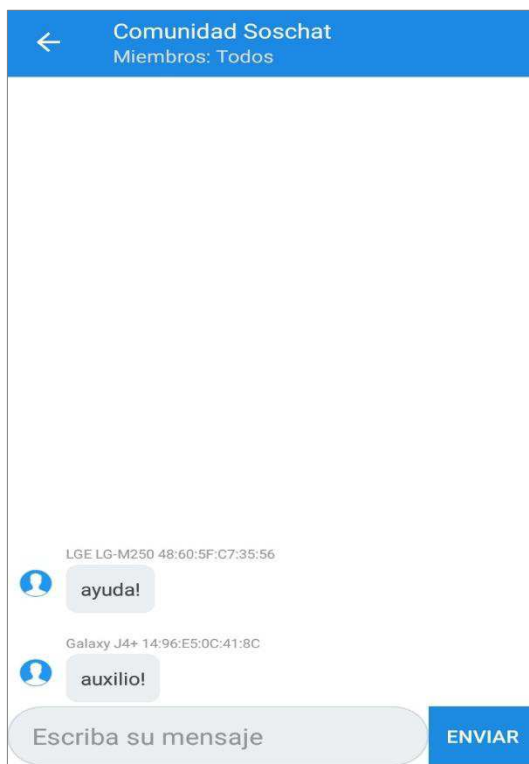 Comunidad Soschat
Miembros: Todos
LGE LG-M250 48:60:5F:C7:35:56
ayuda!
Galaxy J4+ 14:96:E5:0C:41:8C
auxilio!
Escriba su mensaje
ENVIAR